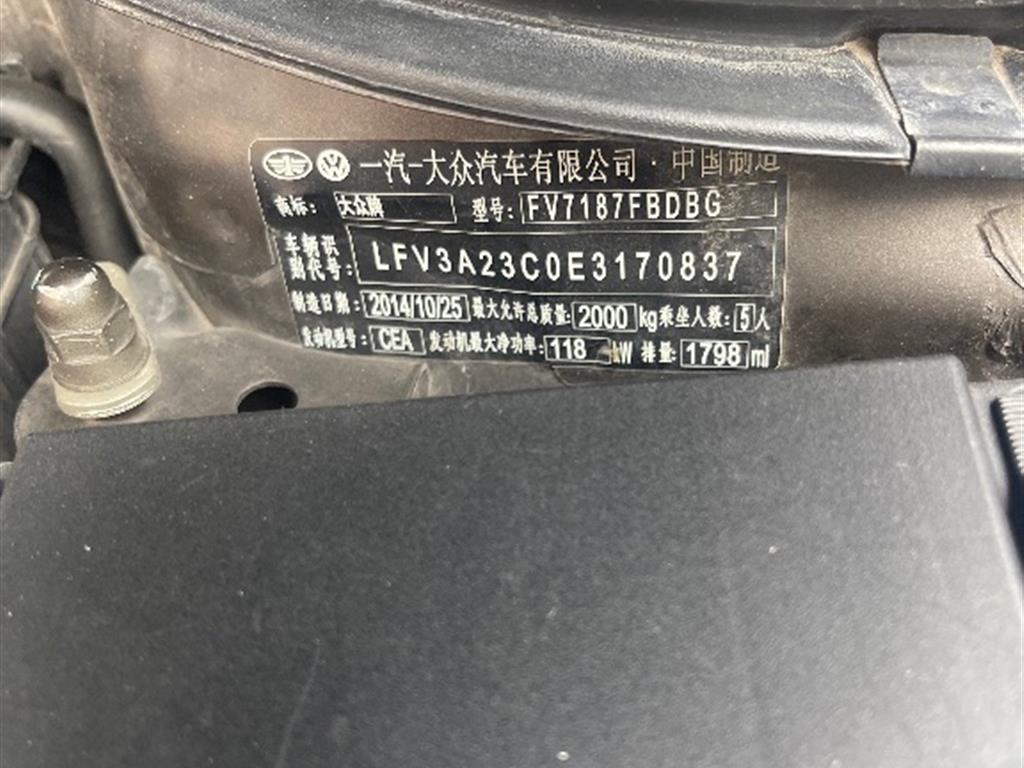 一汽-大众汽车有限公司·中国制造
商标: 大众牌 型号: FV7187FBDBG
车辆识别代号: LFV3A23C0E3170837
制造日期: 2014/10/25 最大允许总质量: 2000 kg 乘坐人数: 5 人
发动机型号: CEA 发动机最大净功率: 118 kW 排量: 1798 ml